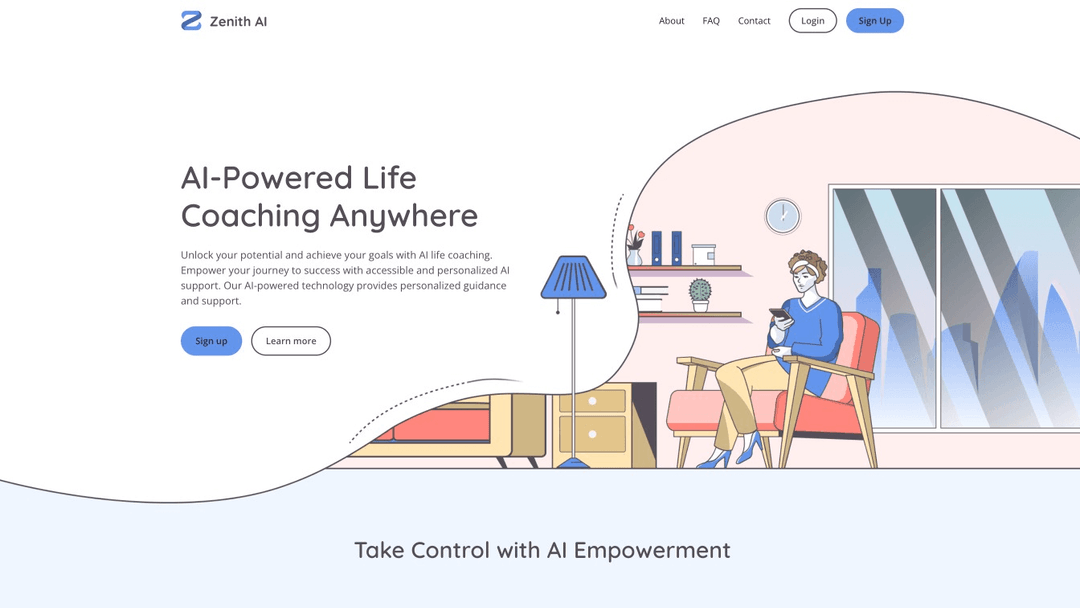 Zenith AI
About
FAQ
Contact
Login
Sign Up
AI-Powered Life
Coaching Anywhere
Unlock your potential and achieve your goals with AI life coaching.
Empower your journey to success with accessible and personalized AI
support. Our AI-powered technology provides personalized guidance
and support.
Sign up
Learn more
Take Control with AI Empowerment